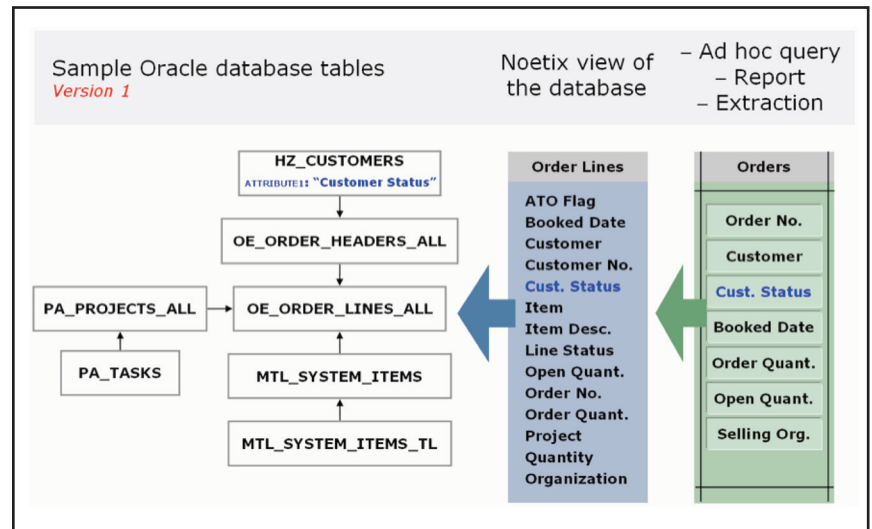 Sample Oracle database tables
Version 1
Noetix view of
the database
– Ad hoc query
– Report
– Extraction
HZ_CUSTOMERS
ATTRIBUTE1: “Customer Status”
OE_ORDER_HEADERS_ALL
PA_PROJECTS_ALL
OE_ORDER_LINES_ALL
PA_TASKS
MTL_SYSTEM_ITEMS
MTL_SYSTEM_ITEMS_TL
Order Lines
ATO Flag
Booked Date
Customer
Customer No.
Cust. Status
Item
Item Desc.
Line Status
Open Quant.
Order No.
Order Quant.
Project
Quantity
Organization
Orders
Order No.
Customer
Cust. Status
Booked Date
Order Quant.
Open Quant.
Selling Org.